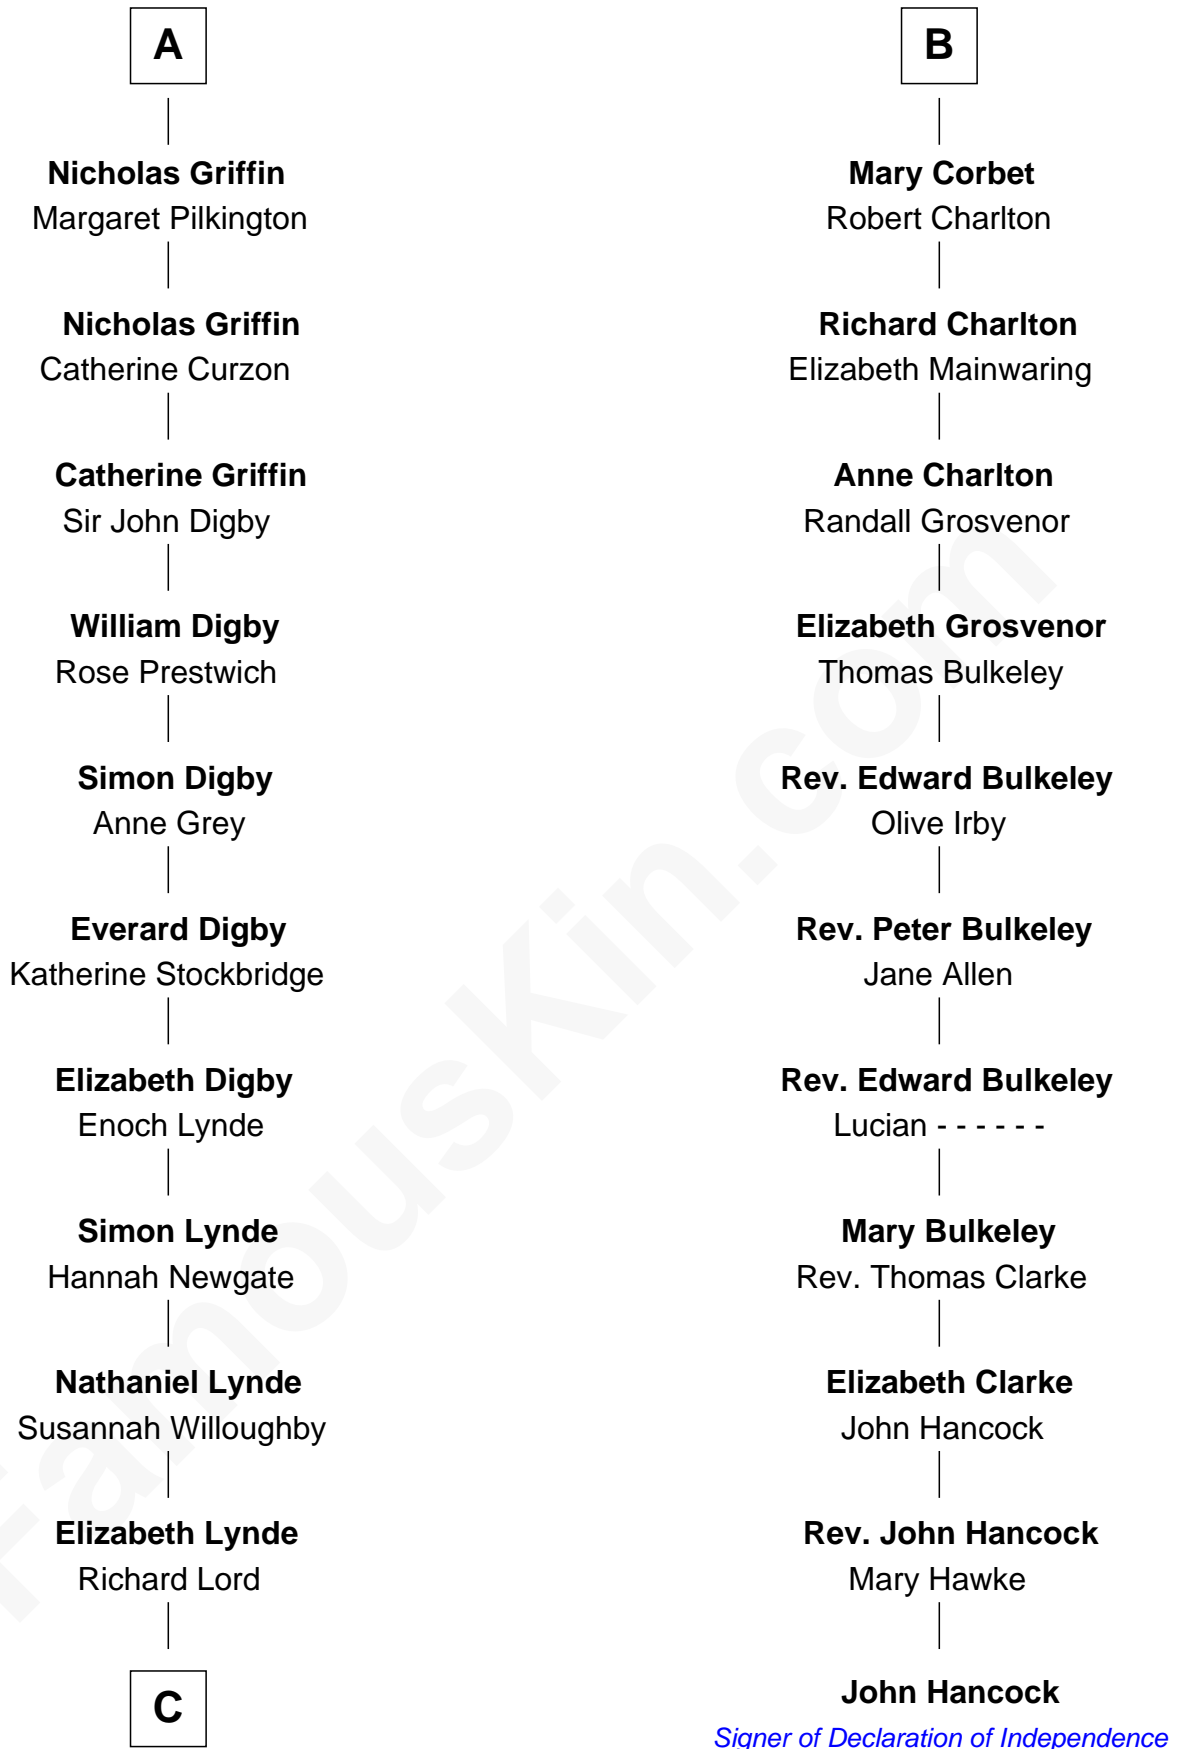 A
Nicholas Griffin
Margaret Pilkington
Nicholas Griffin
Catherine Curzon
Catherine Griffin
Sir John Digby
William Digby
Rose Prestwich
Simon Digby
Anne Grey
Everard Digby
Katherine Stockbridge
Elizabeth Digby
Enoch Lynde
Simon Lynde
Hannah Newgate
Nathaniel Lynde
Susannah Willoughby
Elizabeth Lynde
Richard Lord
C
B
Mary Corbet
Robert Charlton
Richard Charlton
Elizabeth Mainwaring
Anne Charlton
Randall Grosvenor
Elizabeth Grosvenor
Thomas Bulkeley
Rev. Edward Bulkeley
Olive Irby
Rev. Peter Bulkeley
Jane Allen
Rev. Edward Bulkeley
Lucian - - - - - -
Mary Bulkeley
Rev. Thomas Clarke
Elizabeth Clarke
John Hancock
Rev. John Hancock
Mary Hawke
John Hancock
Signer of Declaration of Independence
FamousKin.com